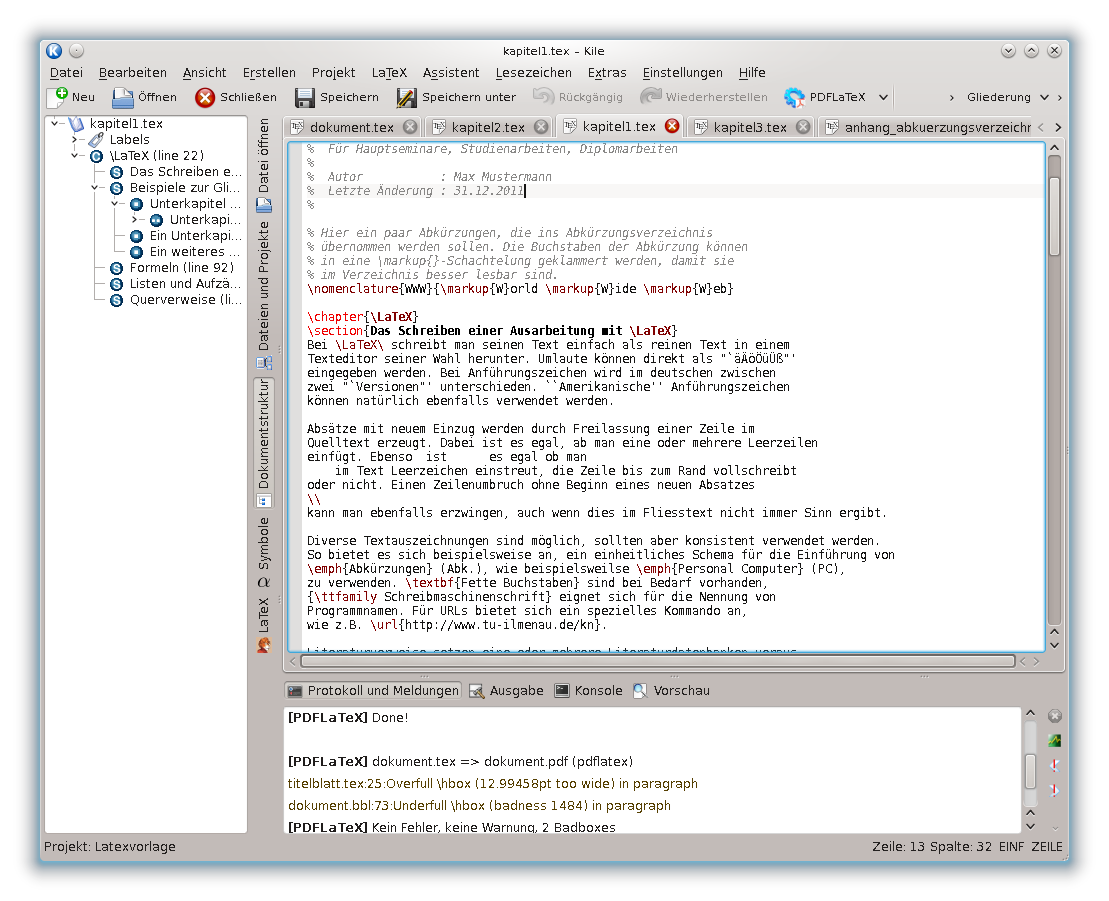 kapitel1.tex – Kile
Datei Bearbeiten Ansicht Erstellen Projekt LaTeX Assistent Lesezeichen Extras Einstellungen Hilfe
Neu Öffnen Schließen Speichern Speichern unter Rückgängig Wiederherstellen PDFLaTeX Gliederung
kapitel1.tex
Labels
\LaTeX (line 22)
Das Schreiben e...
Beispiele zur Gli...
Unterkapitel ...
Unterkapi...
Ein Unterkapi...
Ein weiteres ...
Formeln (line 92)
Listen und Aufzä...
Querverweise (li...
Datei öffnen
Dateien und Projekte
Dokumentstruktur
Symbole
LaTeX
dokument.tex kapitel2.tex kapitel1.tex kapitel3.tex anhang_abkuerzungsverzeichn
% Für Hauptseminare, Studienarbeiten, Diplomarbeiten
%
% Autor : Max Mustermann
% Letzte Änderung : 31.12.2011
%
% Hier ein paar Abkürzungen, die ins Abkürzungsverzeichnis
% übernommen werden sollen. Die Buchstaben der Abkürzung können
% in eine \markup{}-Schachtelung geklammert werden, damit sie
% im Verzeichnis besser lesbar sind.
\nomenclature{WWW}{\markup{W}orld \markup{W}ide \markup{W}eb}
\chapter{\LaTeX}
\section{Das Schreiben einer Ausarbeitung mit \LaTeX}
Bei \LaTeX\ schreibt man seinen Text einfach als reinen Text in einem
Texteditor seiner Wahl herunter. Umlaute können direkt als "`äÄöÖüÜß"'
eingegeben werden. Bei Anführungszeichen wird im deutschen zwischen
zwei "`Versionen"' unterschieden. ``Amerikanische'' Anführungszeichen
können natürlich ebenfalls verwendet werden.
Absätze mit neuem Einzug werden durch Freilassung einer Zeile im
Quelltext erzeugt. Dabei ist es egal, ab man eine oder mehrere Leerzeilen
einfügt. Ebenso ist es egal ob man
im Text Leerzeichen einstreut, die Zeile bis zum Rand vollschreibt
oder nicht. Einen Zeilenumbruch ohne Beginn eines neuen Absatzes
\\
kann man ebenfalls erzwingen, auch wenn dies im Fliesstext nicht immer Sinn ergibt.
Diverse Textauszeichnungen sind möglich, sollten aber konsistent verwendet werden.
So bietet es sich beispielsweise an, ein einheitliches Schema für die Einführung von
\emph{Abkürzungen} (Abk.), wie beispielsweilse \emph{Personal Computer} (PC),
zu verwenden. \textbf{Fette Buchstaben} sind bei Bedarf vorhanden,
{\ttfamily Schreibmaschinenschrift} eignet sich für die Nennung von
Programmnamen. Für URLs bietet sich ein spezielles Kommando an,
wie z.B. \url{http://www.tu-ilmenau.de/kn}.
Literaturverweise setzen eine oder mehrere Literaturdatenbanken voraus
Protokoll und Meldungen Ausgabe Konsole Vorschau
[PDFLaTeX] Done!
[PDFLaTeX] dokument.tex => dokument.pdf (pdflatex)
titelblatt.tex:25:Overfull \hbox (12.99458pt too wide) in paragraph
dokument.bbl:73:Underfull \hbox (badness 1484) in paragraph
[PDFLaTeX] Kein Fehler, keine Warnung, 2 Badboxes
Projekt: Latexvorlage Zeile: 13 Spalte: 32 EINF ZEILE